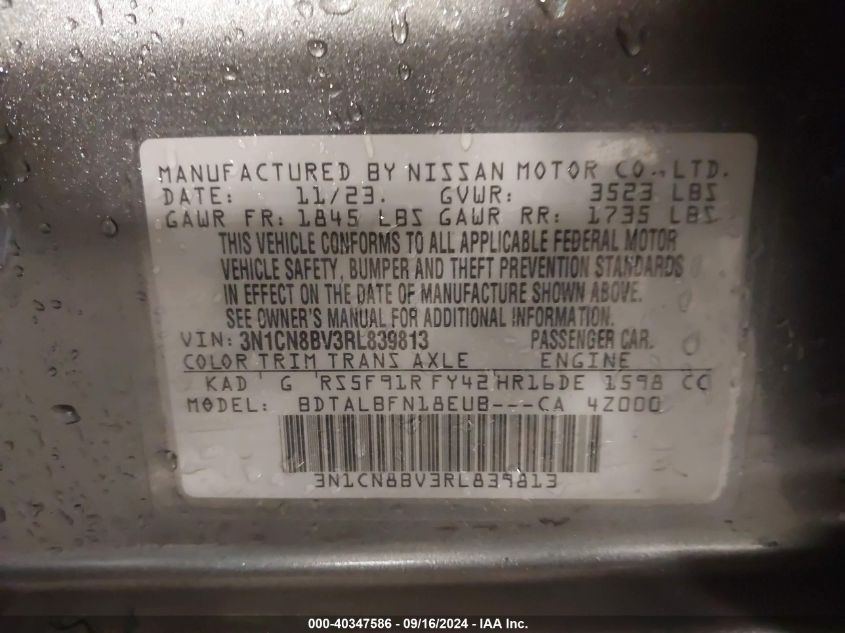 MANUFACTURED BY NISSAN MOTOR CO.,LTD.
DATE: 11/23. GVWR: 3523 LBS
GAWR FR: 1845 LBS GAWR RR: 1735 LBS
THIS VEHICLE CONFORMS TO ALL APPLICABLE FEDERAL MOTOR
VEHICLE SAFETY, BUMPER AND THEFT PREVENTION STANDARDS
IN EFFECT ON THE DATE OF MANUFACTURE SHOWN ABOVE.
SEE OWNER'S MANUAL FOR ADDITIONAL INFORMATION.
VIN: 3N1CN8BV3RL839813 PASSENGER CAR.
COLOR TRIM TRANS AXLE ENGINE
KAD G RS5F91R FY42 HR16DE 1598 CC
MODEL: BDTALBFN18EUB---CA 4Z000
3N1CN8BV3RL839813
000-40347586 - 09/16/2024 - IAA Inc.